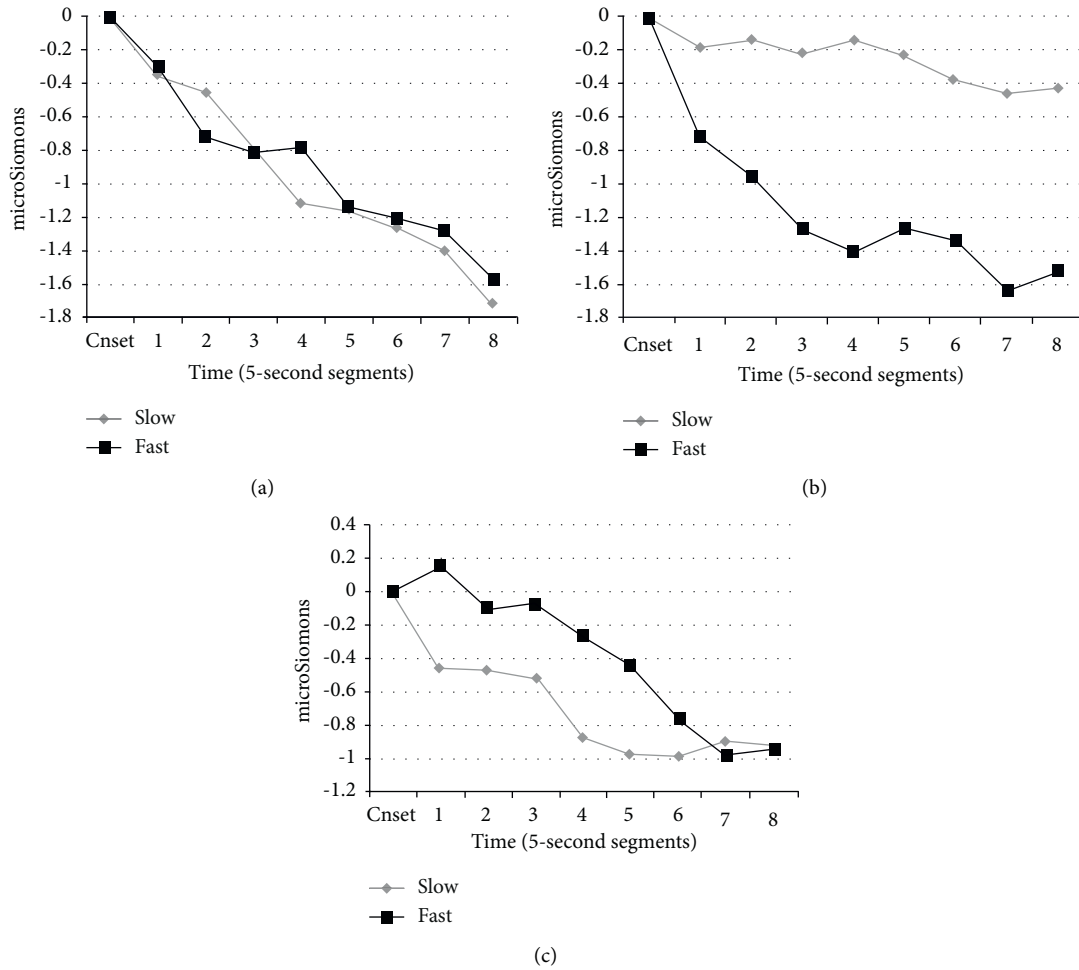 0
-0.2
-0.4
-0.6
-0.8
-1
-1.2
-1.4
-1.6
-1.8
microSiomons
Cnset 1 2 3 4 5 6 7 8
Time (5-second segments)
Slow
Fast
(a)
0
-0.2
-0.4
-0.6
-0.8
-1
-1.2
-1.4
-1.6
-1.8
microSiomons
Cnset 1 2 3 4 5 6 7 8
Time (5-second segments)
Slow
Fast
(b)
0.4
0.2
0
-0.2
-0.4
-0.6
-0.8
-1
-1.2
microSiomons
Cnset 1 2 3 4 5 6 7 8
Time (5-second segments)
Slow
Fast
(c)